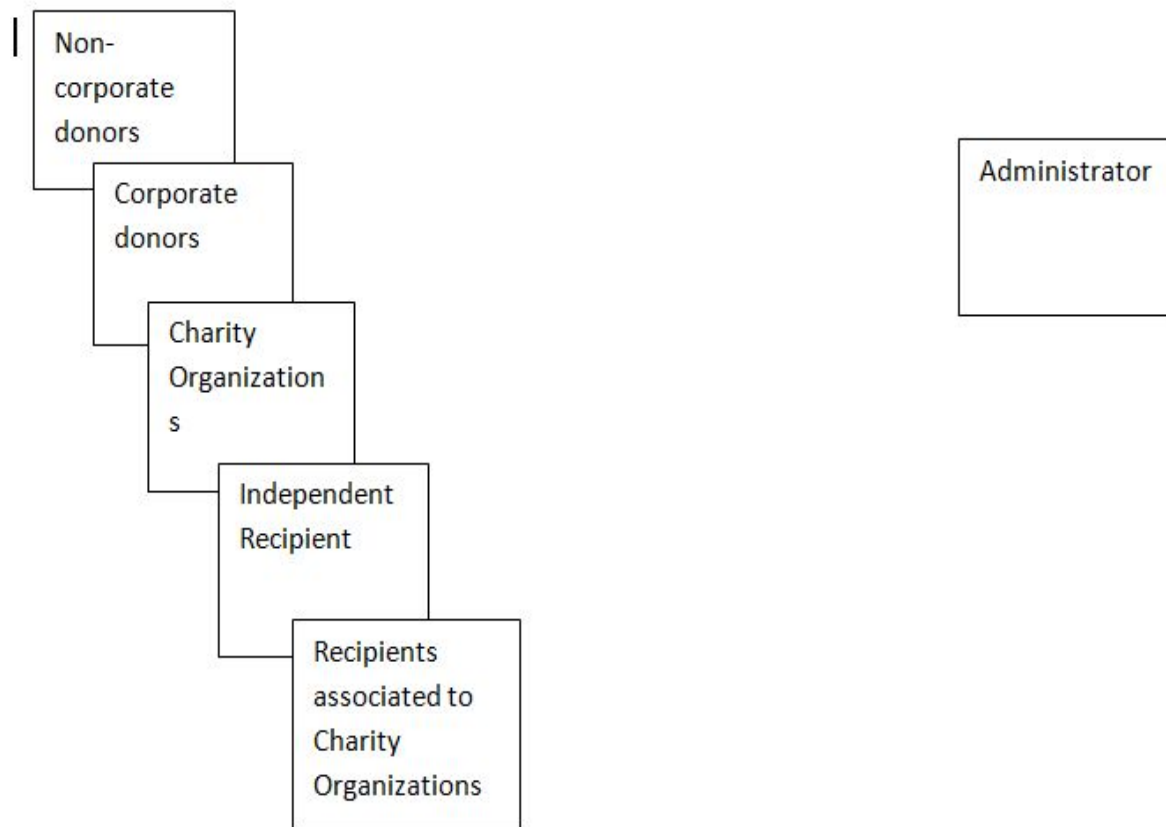 Non-
corporate
donors
Corporate
donors
Charity
Organization
s
Independent
Recipient
Recipients
associated to
Charity
Organizations
Administrator